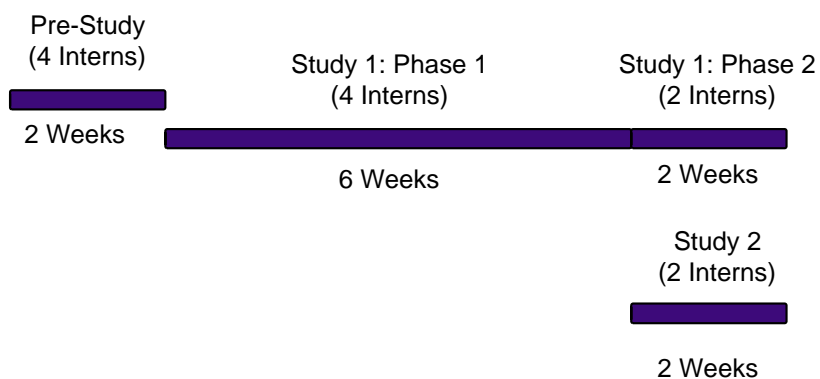 Pre-Study
(4 Interns)
2 Weeks
Study 1: Phase 1
(4 Interns)
6 Weeks
Study 1: Phase 2
(2 Interns)
2 Weeks
Study 2
(2 Interns)
2 Weeks